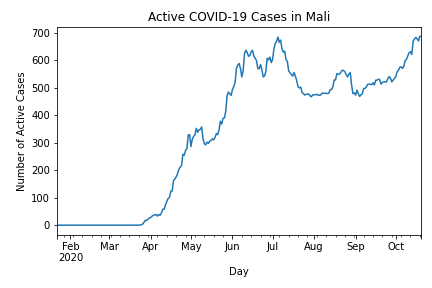 Active COVID-19 Cases in Mali
Number of Active Cases
700
600
500
400
300
200
100
0
Feb Mar Apr May Jun Jul Aug Sep Oct
2020
Day